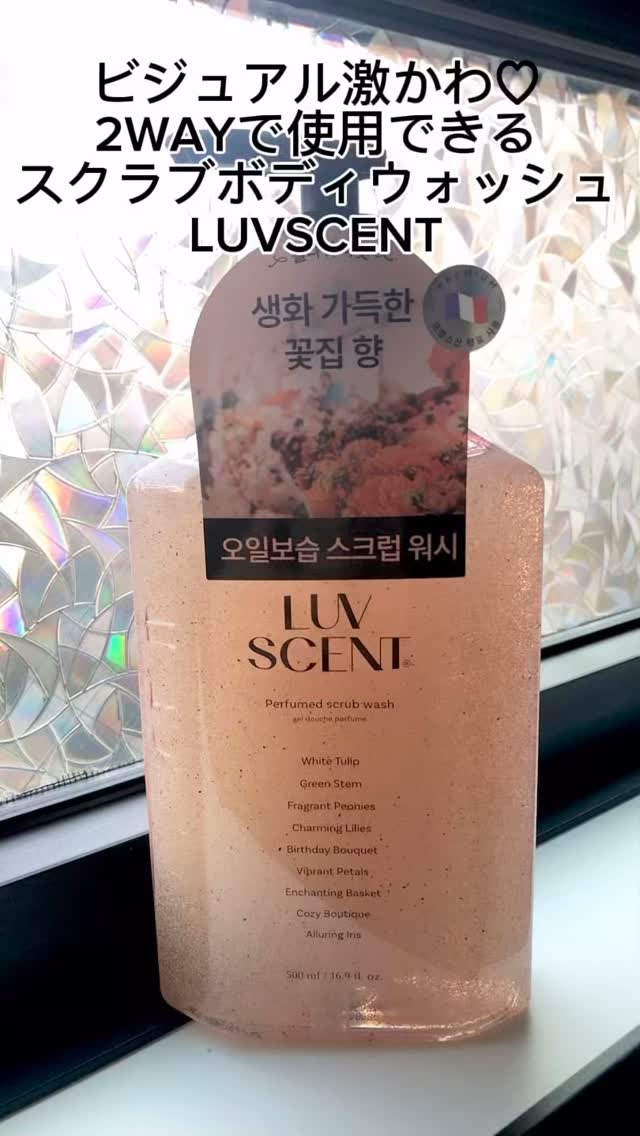 ビジュアル激かわ♡
2WAYで使用できる
スクラブボディウォッシュ
LUVSCENT
생화 가득한
꽃집 향
PREMIUM
오일보습 스크럽 워시
LUV
SCENT
Perfumed scrub wash
gel douche parfume
White Tulip
Green Stem
Fragrant Peonies
Charming Lilies
Birthday Bouquet
Vibrant Petals
Enchanting Basket
Cozy Boutique
Alluring Iris
500 ml / 16.9 fl. oz.